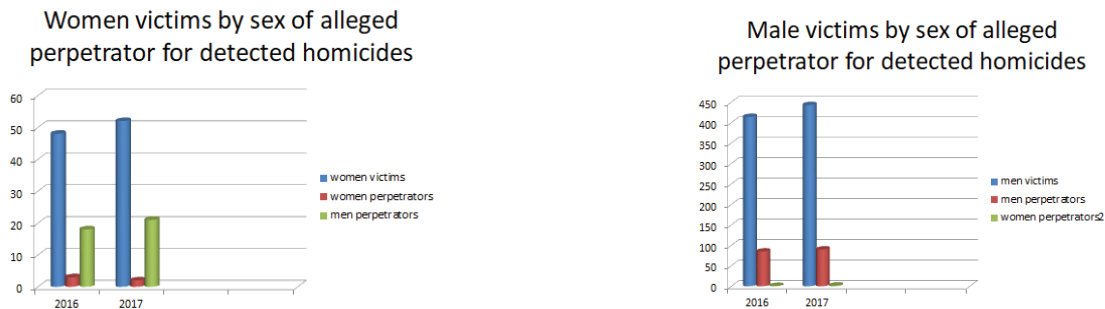 Women victims by sex of alleged
perpetrator for detected homicides
60
50
40
30
20
10
0
2016
2017
women victims
women perpetrators
men perpetrators
Male victims by sex of alleged
perpetrator for detected homicides
450
400
350
300
250
200
150
100
50
0
2016
2017
men victims
men perpetrators
women perpetrators2